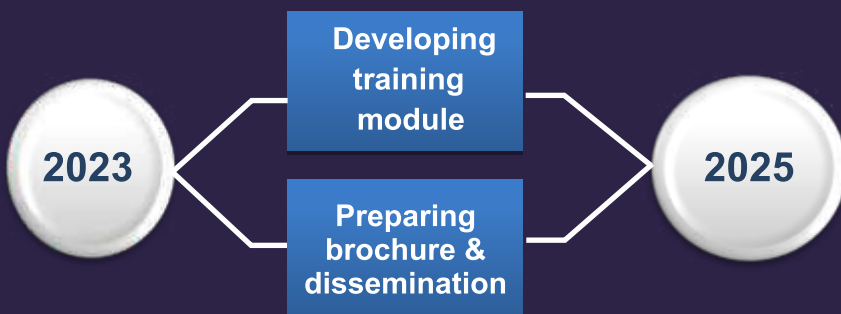 2023
Developing
training
module
Preparing
brochure &
dissemination
2025